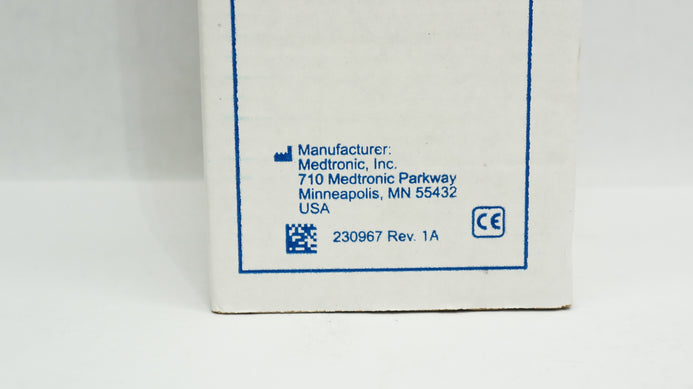 Manufacturer:
Medtronic, Inc.
710 Medtronic Parkway
Minneapolis, MN 55432
USA
230967 Rev. 1A
CE